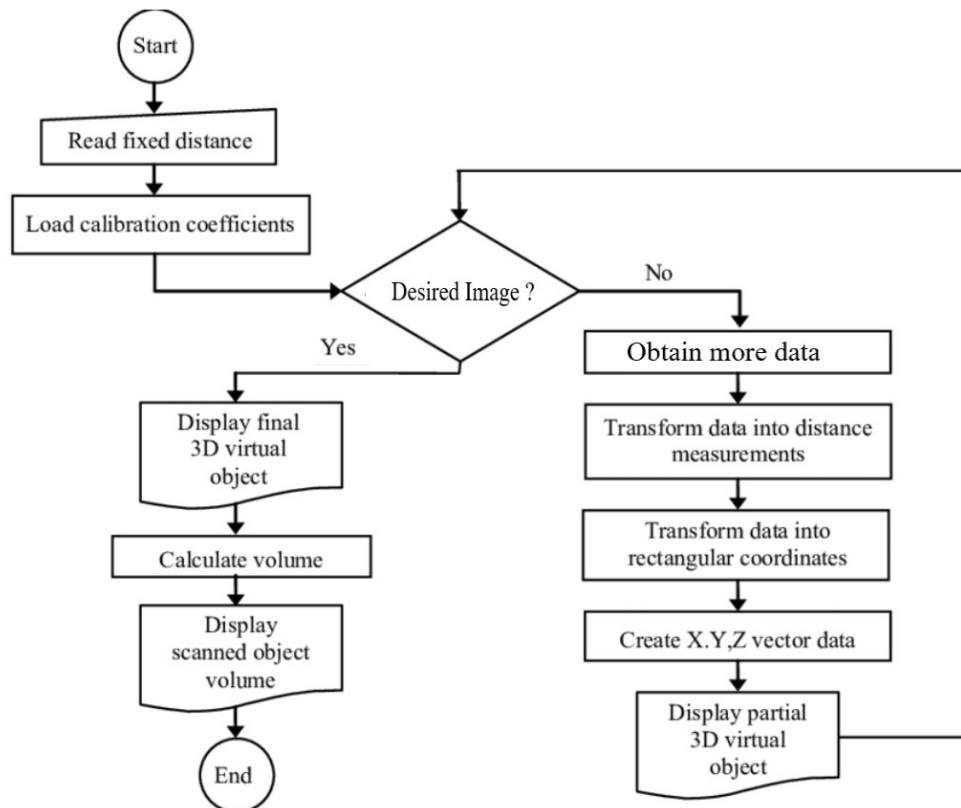 Start
Read fixed distance
Load calibration coefficients
Desired Image ?
Yes
No
Display final
3D virtual
object
Calculate volume
Display
scanned object
volume
End
Obtain more data
Transform data into distance
measurements
Transform data into
rectangular coordinates
Create X.Y,Z vector data
Display partial
3D virtual
object